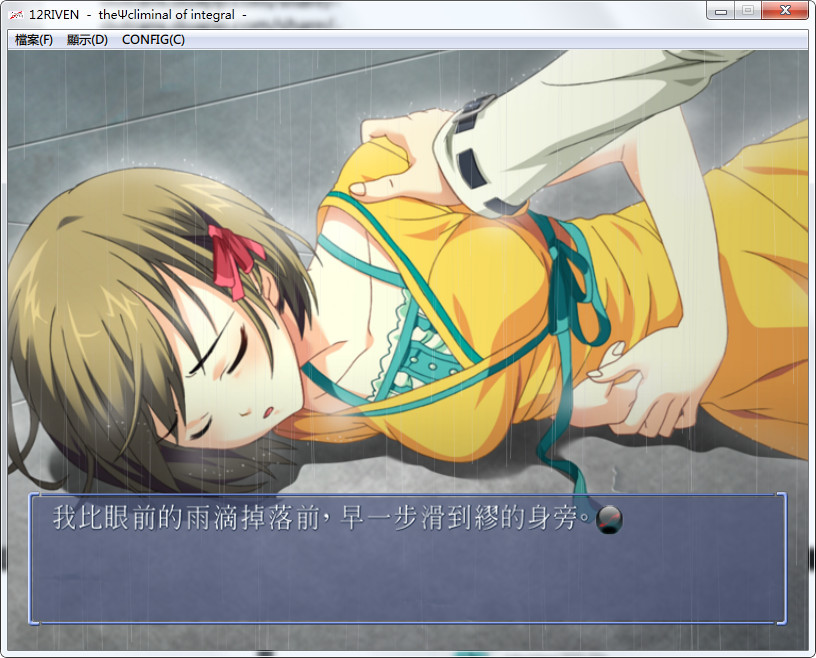 12RIVEN - theΨcliminal of integral -
檔案(F) 顯示(D) CONFIG(C)
我比眼前的雨滴掉落前，早一步滑到繆的身旁。